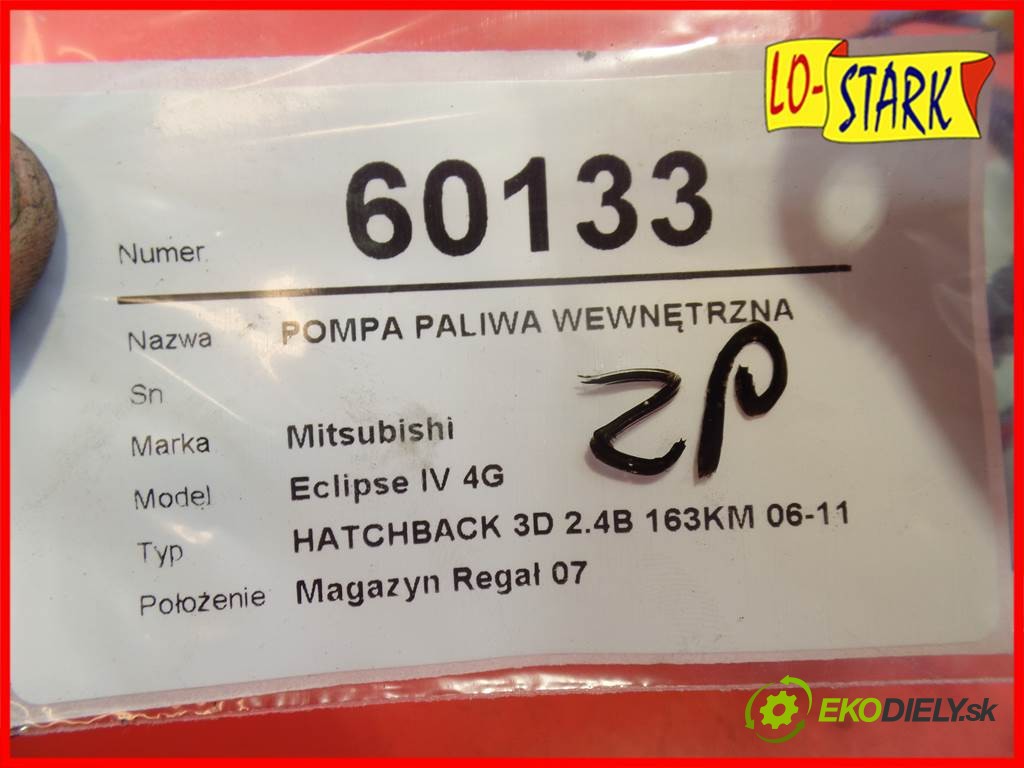 LO-STARK
Numer 60133
Nazwa POMPA PALIWA WEWNĘTRZNA
Sn
Marka Mitsubishi
Model Eclipse IV 4G
Typ HATCHBACK 3D 2.4B 163KM 06-11
Położenie Magazyn Regał 07
EKODIELY.sk